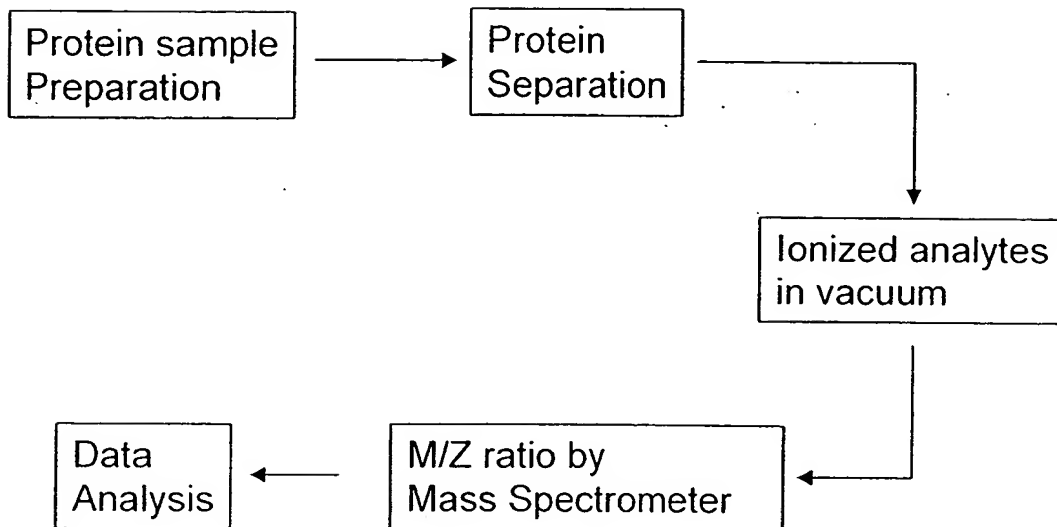 Protein sample
Preparation
Protein
Separation
Ionized analytes
in vacuum
M/Z ratio by
Mass Spectrometer
Data
Analysis